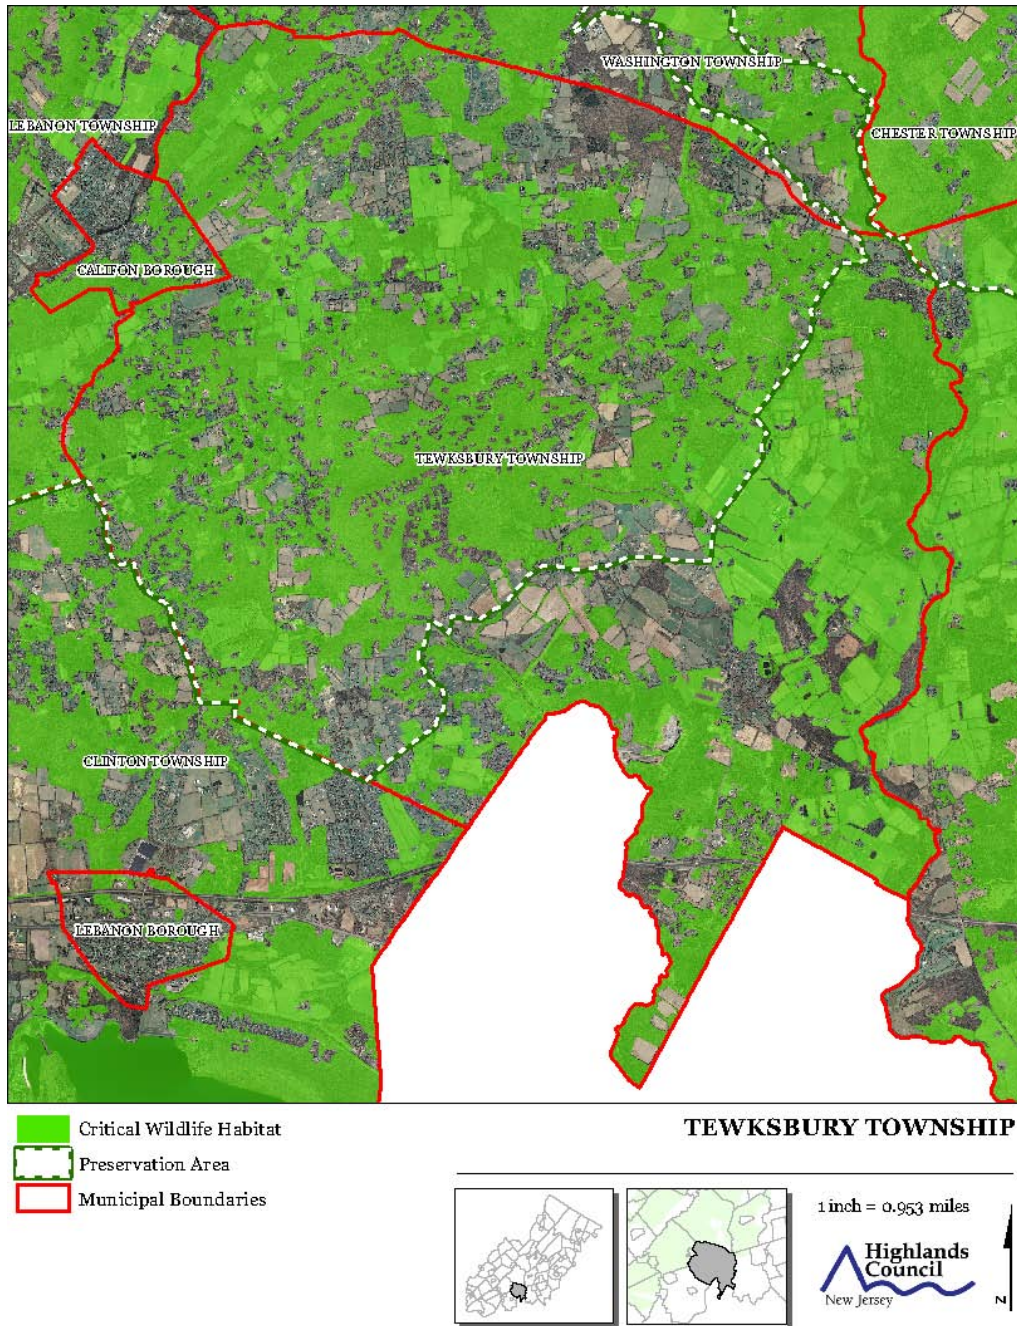 WASHINGTON TOWNSHIP
LEBANON TOWNSHIP
CHESTER TOWNSHIP
CALIFON BOROUGH
TEWKSBURY TOWNSHIP
CLINTON TOWNSHIP
LEBANON BOROUGH
Critical Wildlife Habitat
Preservation Area
Municipal Boundaries
TEWKSBURY TOWNSHIP
1 inch = 0.953 miles
Highlands
Council
New Jersey
N